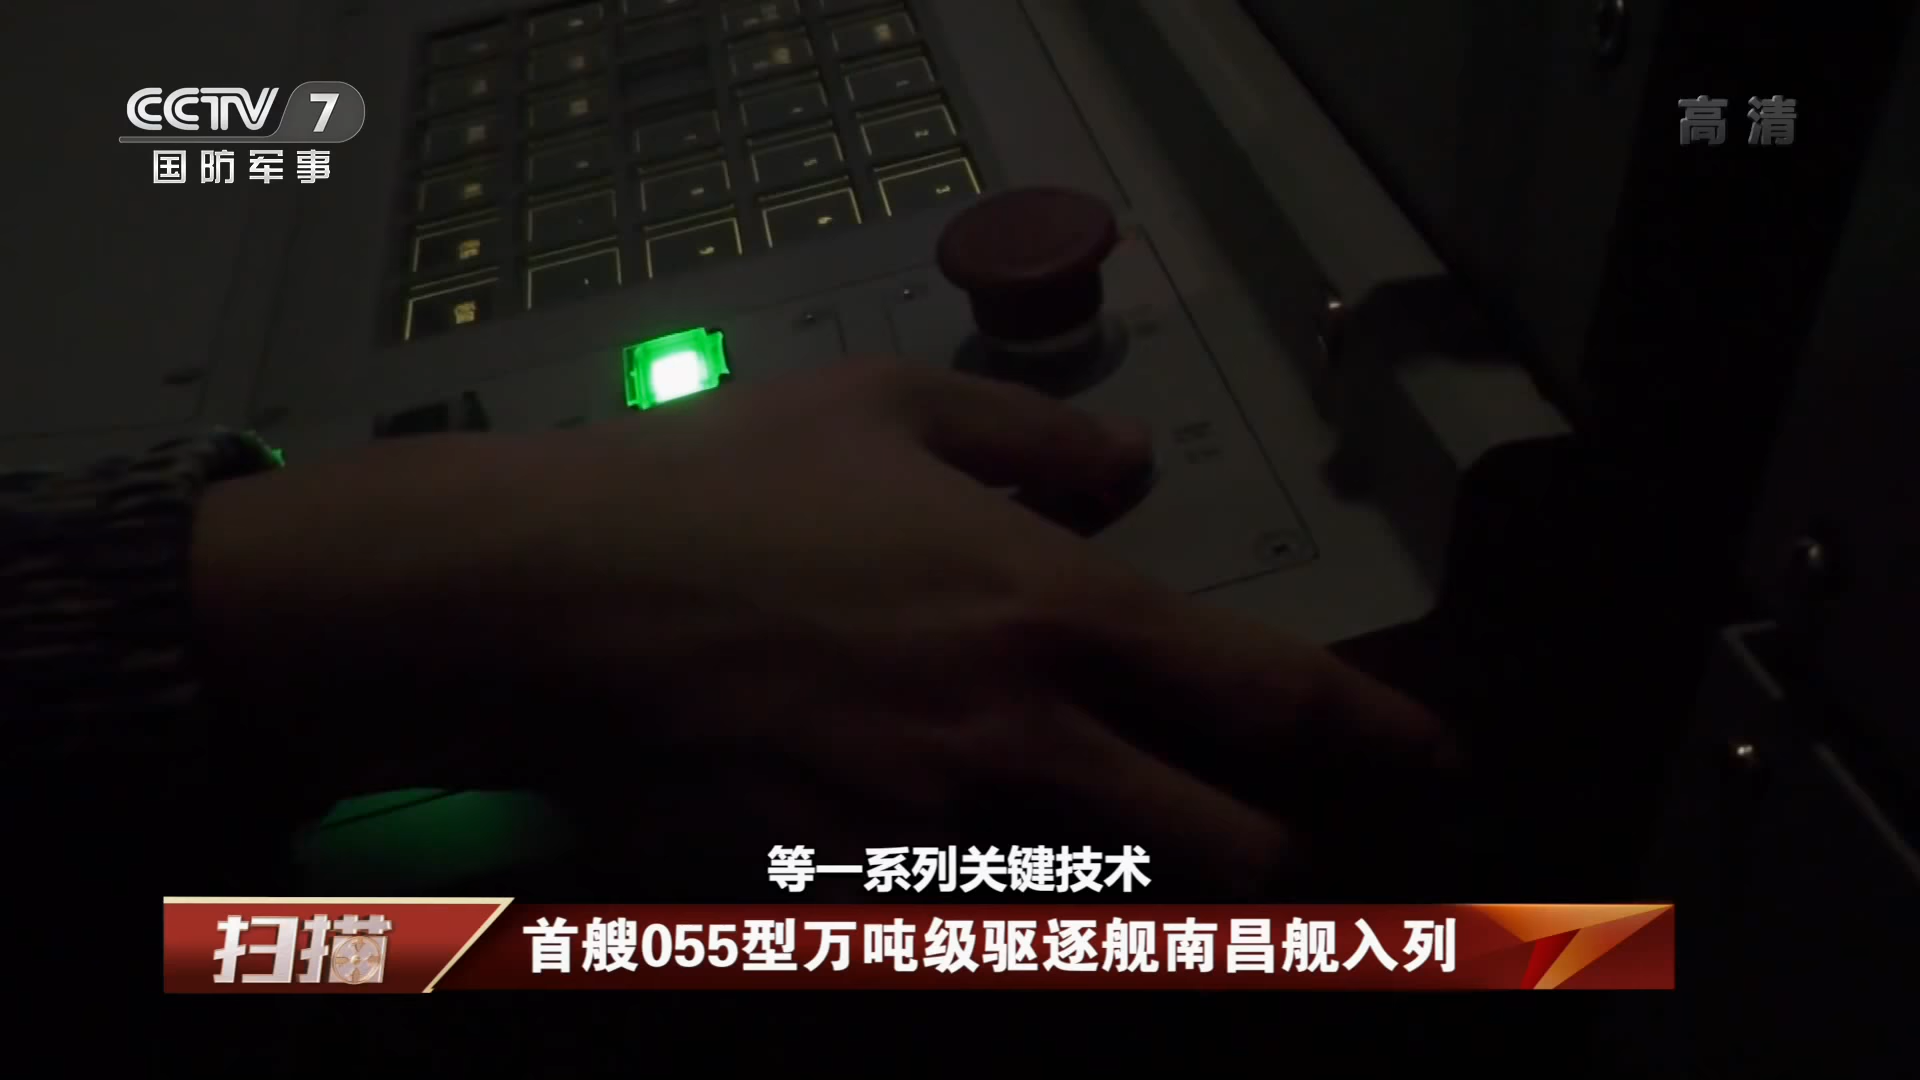 CCTV 7
国防军事
高清
等一系列关键技术
扫描
首艘055型万吨级驱逐舰南昌舰入列